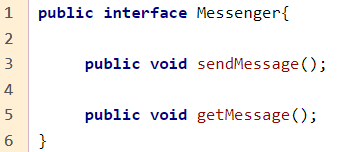 1 public interface Messenger{
2
3 public void sendMessage();
4
5 public void getMessage();
6 }